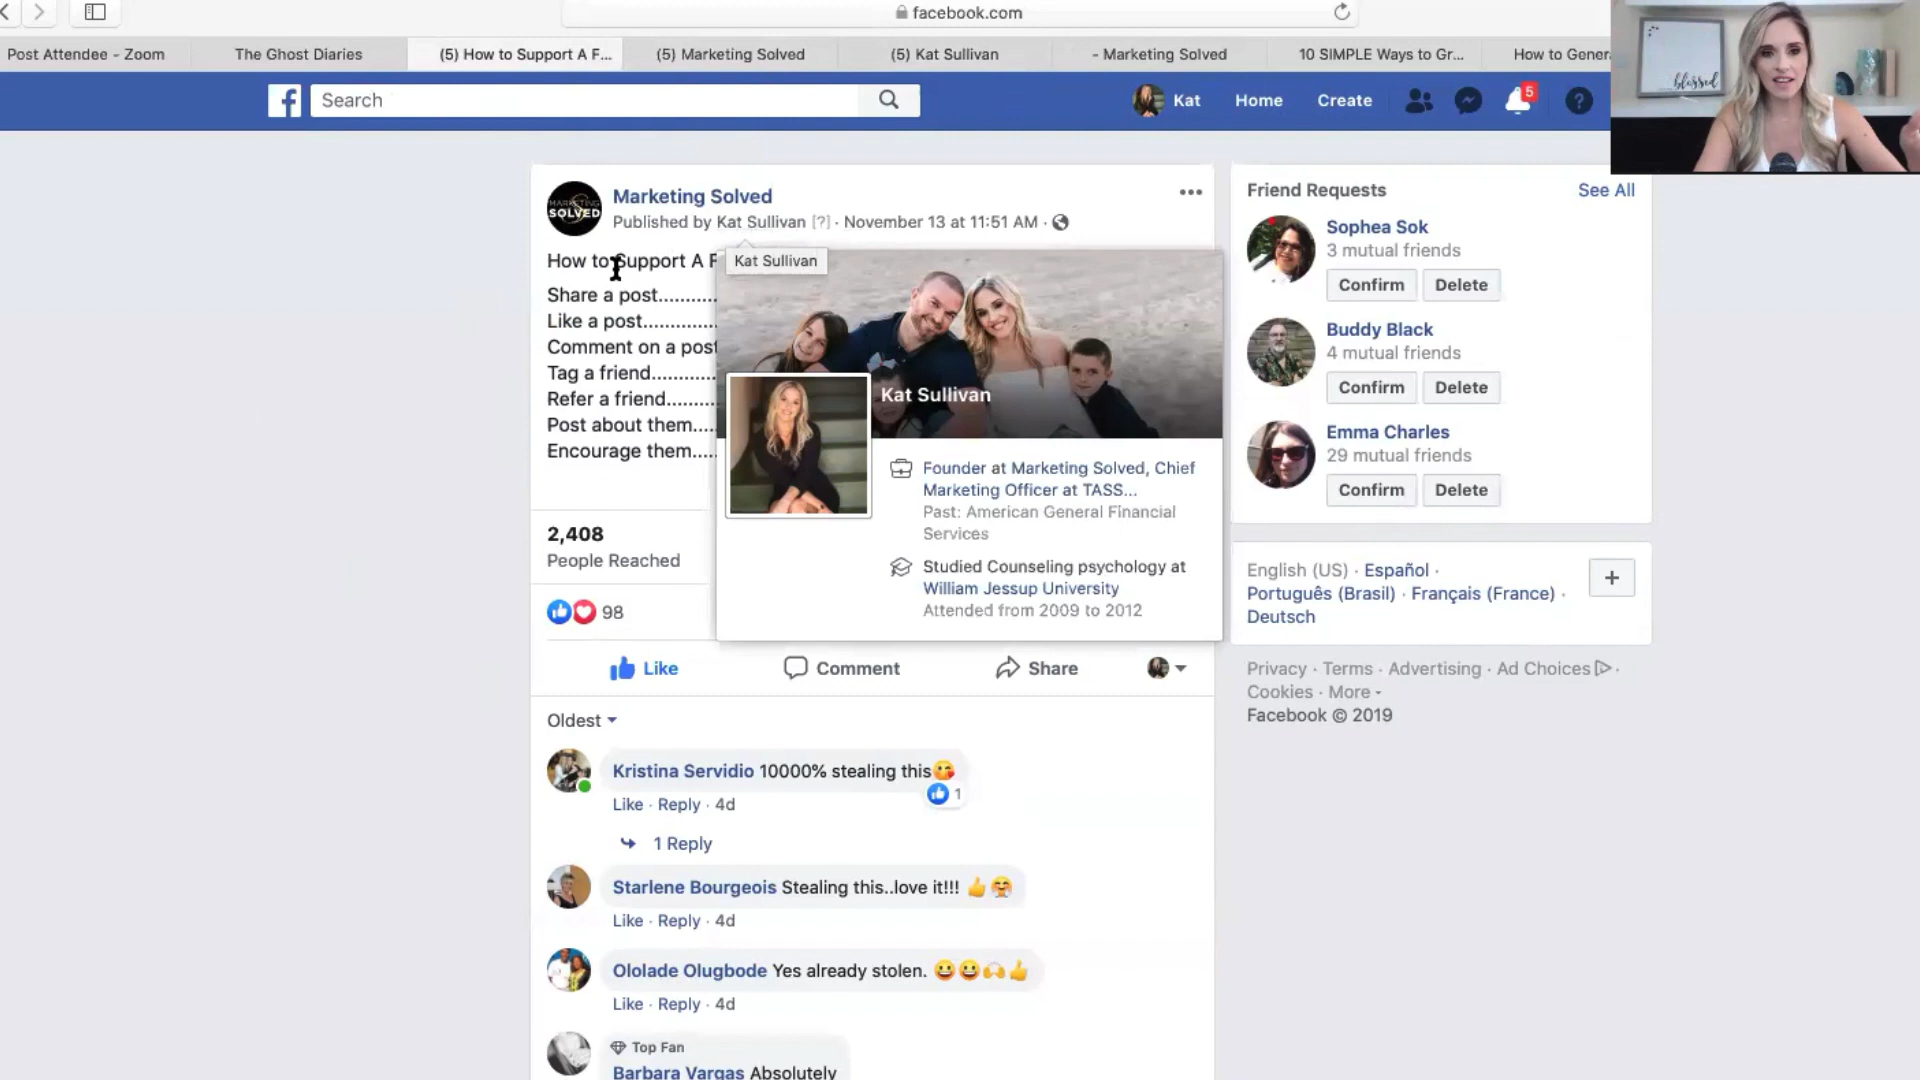 facebook.com
Post Attendee - Zoom
The Ghost Diaries
(5) How to Support A F...
(5) Marketing Solved
(5) Kat Sullivan
- Marketing Solved
10 SIMPLE Ways to Gr...
How to Gener
blessed
Search
Kat
Home
Create
5
?
MARKETING
SOLVED
Marketing Solved
Published by Kat Sullivan [?] · November 13 at 11:51 AM ·
How to Support A F
Share a post..........
Like a post.............
Comment on a post
Tag a friend...........
Refer a friend.........
Post about them.....
Encourage them.....
Kat Sullivan
Kat Sullivan
Founder at Marketing Solved, Chief
Marketing Officer at TASS...
Past: American General Financial
Services
Studied Counseling psychology at
William Jessup University
Attended from 2009 to 2012
2,408
People Reached
98
Like
Comment
Share
Oldest
Kristina Servidio 10000% stealing this😘
1
Like · Reply · 4d
1 Reply
Starlene Bourgeois Stealing this..love it!!! 👍🤗
Like · Reply · 4d
Ololade Olugbode Yes already stolen. 😀😀🙌👍
Like · Reply · 4d
Top Fan
Barbara Vargas Absolutely
Friend Requests
See All
Sophea Sok
3 mutual friends
Confirm
Delete
Buddy Black
4 mutual friends
Confirm
Delete
Emma Charles
29 mutual friends
Confirm
Delete
English (US) · Español ·
Português (Brasil) · Français (France) ·
Deutsch
+
Privacy · Terms · Advertising · Ad Choices ·
Cookies · More
Facebook © 2019